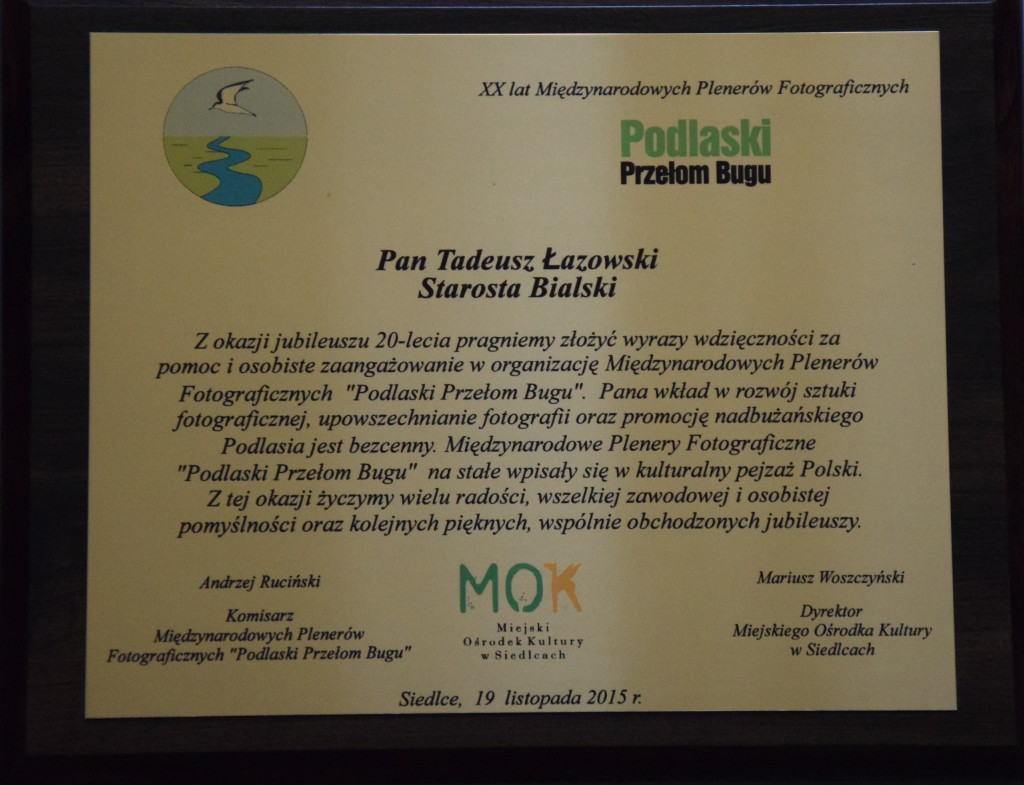 XX lat Międzynarodowych Plenerów Fotograficznych
Podlaski
Przełom Bugu
Pan Tadeusz Łazowski
Starosta Bialski
Z okazji jubileuszu 20-lecia pragniemy złożyć wyrazy wdzięczności za
pomoc i osobiste zaangażowanie w organizację Międzynarodowych Plenerów
Fotograficznych "Podlaski Przełom Bugu". Pana wkład w rozwój sztuki
fotograficznej, upowszechnianie fotografii oraz promocję nadbużańskiego
Podlasia jest bezcenny. Międzynarodowe Plenery Fotograficzne
"Podlaski Przełom Bugu" na stałe wpisały się w kulturalny pejzaż Polski.
Z tej okazji życzymy wielu radości, wszelkiej zawodowej i osobistej
pomyślności oraz kolejnych pięknych, wspólnie obchodzonych jubileuszy.
Andrzej Ruciński
Komisarz
Międzynarodowych Plenerów
Fotograficznych "Podlaski Przełom Bugu"
MOK
Miejski
Ośrodek Kultury
w Siedlcach
Mariusz Woszczyński
Dyrektor
Miejskiego Ośrodka Kultury
w Siedlcach
Siedlce, 19 listopada 2015 r.